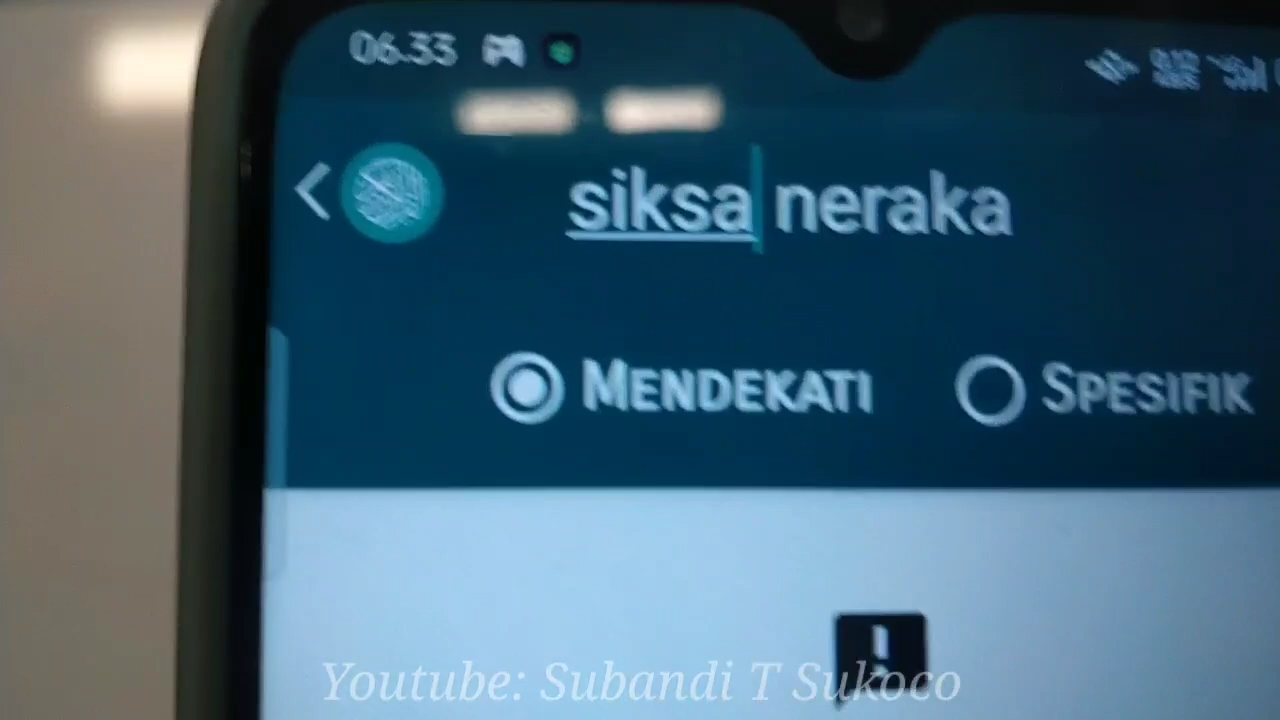 06.33
siksa neraka
MENDEKATI SPESIFIK
!
Youtube: Subandi T Sukoco